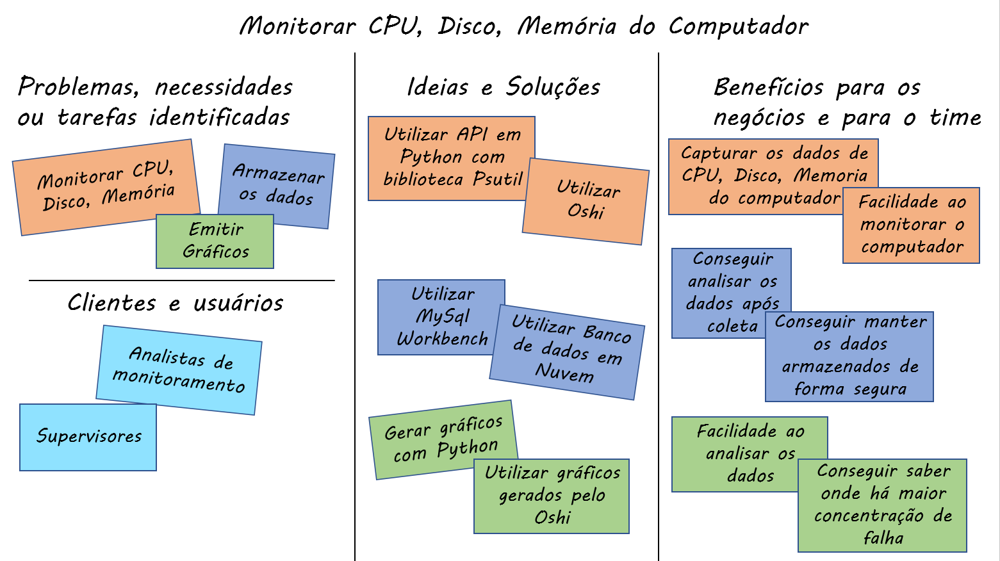 Monitorar CPU, Disco, Memória do Computador
Problemas, necessidades
ou tarefas identificadas
Monitorar CPU,
Disco, Memória
Armazenar
os dados
Emitir
Gráficos
Clientes e usuários
Analistas de
monitoramento
Supervisores
Ideias e Soluções
Utilizar API em
Python com
biblioteca Psutil
Utilizar
Oshi
Utilizar
MySql
Workbench
Utilizar Banco
de dados em
Nuvem
Gerar gráficos
com Python
Utilizar gráficos
gerados pelo
Oshi
Benefícios para os
negócios e para o time
Capturar os dados de
CPU, Disco, Memoria
do computador
Facilidade ao
monitorar o
computador
Conseguir
analisar os
dados após
coleta
Conseguir manter
os dados
armazenados de
forma segura
Facilidade ao
analisar os
dados
Conseguir saber
onde há maior
concentração de
falha